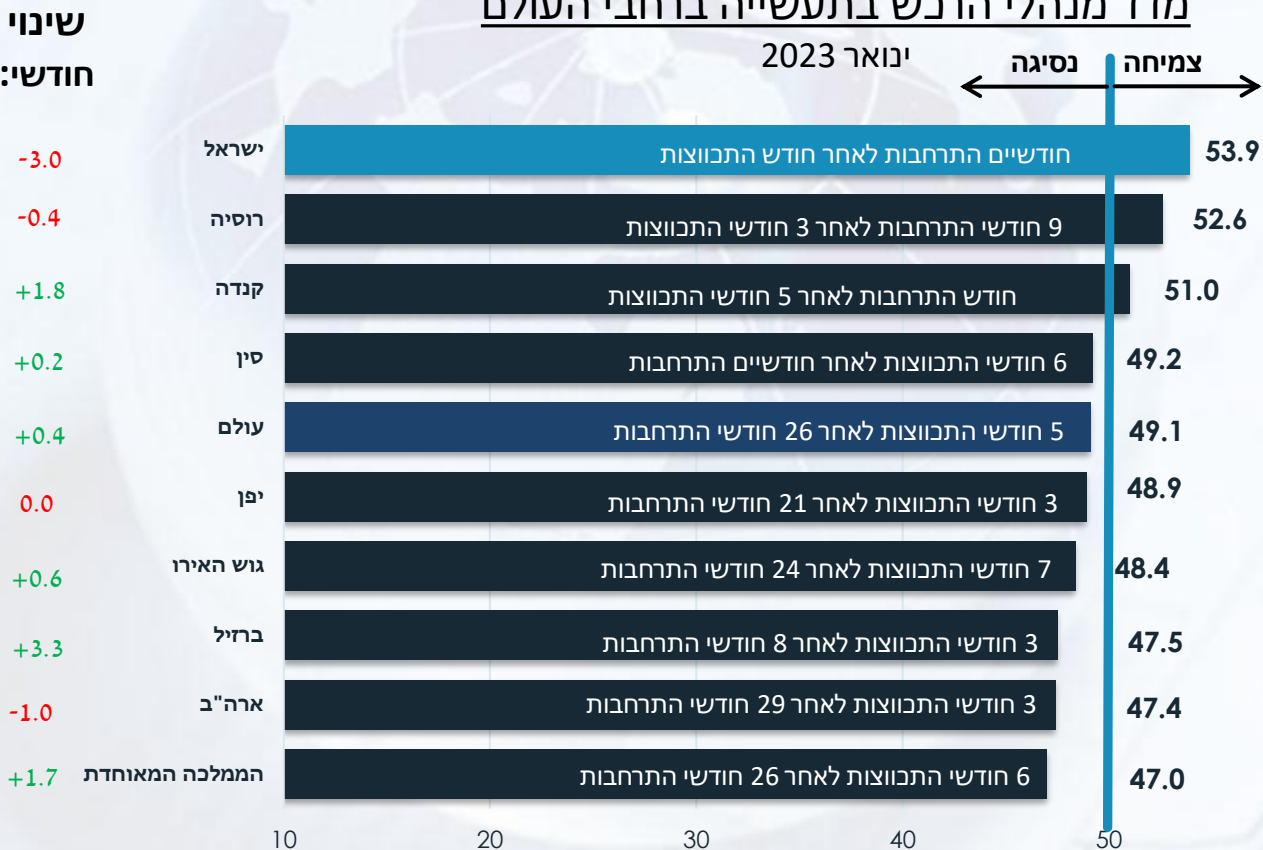 מדד מנהלי הרכש בתעשייה ברחבי העולם
ינואר 2023
שינוי
חודשי:
צמיחה
נסיגה
ישראל חודשיים התרחבות לאחר חודש התכווצות 53.9 -3.0
רוסיה 9 חודשי התרחבות לאחר 3 חודשי התכווצות 52.6 -0.4
קנדה חודש התרחבות לאחר 5 חודשי התכווצות 51.0 +1.8
סין 6 חודשי התכווצות לאחר חודשיים התרחבות 49.2 +0.2
עולם 5 חודשי התכווצות לאחר 26 חודשי התרחבות 49.1 +0.4
יפן 3 חודשי התכווצות לאחר 21 חודשי התרחבות 48.9 0.0
גוש האירו 7 חודשי התכווצות לאחר 24 חודשי התרחבות 48.4 +0.6
ברזיל 3 חודשי התכווצות לאחר 8 חודשי התרחבות 47.5 +3.3
ארה"ב 3 חודשי התכווצות לאחר 29 חודשי התרחבות 47.4 -1.0
הממלכה המאוחדת 6 חודשי התכווצות לאחר 26 חודשי התרחבות 47.0 +1.7
10 20 30 40 50